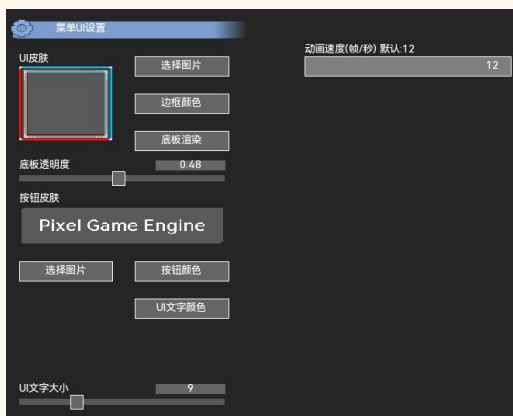 菜单UI设置
UI皮肤
选择图片
边框颜色
底板渲染
底板透明度
0.48
按钮皮肤
Pixel Game Engine
选择图片
按钮颜色
UI文字颜色
UI文字大小
9
动画速度(帧/秒) 默认:12
12